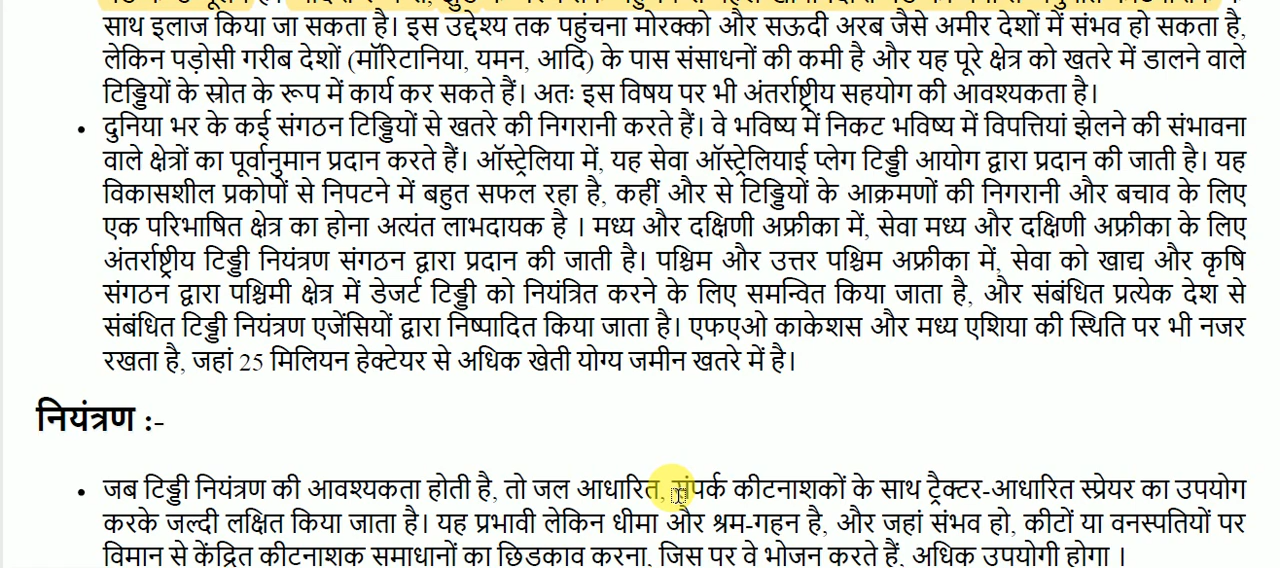 साथ इलाज किया जा सकता है। इस उद्देश्य तक पहुंचना मोरक्को और सऊदी अरब जैसे अमीर देशों में संभव हो सकता है,
लेकिन पड़ोसी गरीब देशों (मॉरिटानिया, यमन, आदि) के पास संसाधनों की कमी है और यह पूरे क्षेत्र को खतरे में डालने वाले
टिड्डियों के स्रोत के रूप में कार्य कर सकते हैं। अतः इस विषय पर भी अंतर्राष्ट्रीय सहयोग की आवश्यकता है।
• दुनिया भर के कई संगठन टिड्डियों से खतरे की निगरानी करते हैं। वे भविष्य में निकट भविष्य में विपत्तियां झेलने की संभावना
वाले क्षेत्रों का पूर्वानुमान प्रदान करते हैं। ऑस्ट्रेलिया में, यह सेवा ऑस्ट्रेलियाई प्लेग टिड्डी आयोग द्वारा प्रदान की जाती है। यह
विकासशील प्रकोपों से निपटने में बहुत सफल रहा है, कहीं और से टिड्डियों के आक्रमणों की निगरानी और बचाव के लिए
एक परिभाषित क्षेत्र का होना अत्यंत लाभदायक है । मध्य और दक्षिणी अफ्रीका में, सेवा मध्य और दक्षिणी अफ्रीका के लिए
अंतर्राष्ट्रीय टिड्डी नियंत्रण संगठन द्वारा प्रदान की जाती है। पश्चिम और उत्तर पश्चिम अफ्रीका में, सेवा को खाद्य और कृषि
संगठन द्वारा पश्चिमी क्षेत्र में डेजर्ट टिड्डी को नियंत्रित करने के लिए समन्वित किया जाता है, और संबंधित प्रत्येक देश से
संबंधित टिड्डी नियंत्रण एजेंसियों द्वारा निष्पादित किया जाता है। एफएओ काकेशस और मध्य एशिया की स्थिति पर भी नजर
रखता है, जहां 25 मिलियन हेक्टेयर से अधिक खेती योग्य जमीन खतरे में है।
नियंत्रण :-
• जब टिड्डी नियंत्रण की आवश्यकता होती है, तो जल आधारित, संपर्क कीटनाशकों के साथ ट्रैक्टर-आधारित स्प्रेयर का उपयोग
करके जल्दी लक्षित किया जाता है। यह प्रभावी लेकिन धीमा और श्रम-गहन है, और जहां संभव हो, कीटों या वनस्पतियों पर
विमान से केंद्रित कीटनाशक समाधानों का छिडकाव करना, जिस पर वे भोजन करते हैं, अधिक उपयोगी होगा ।